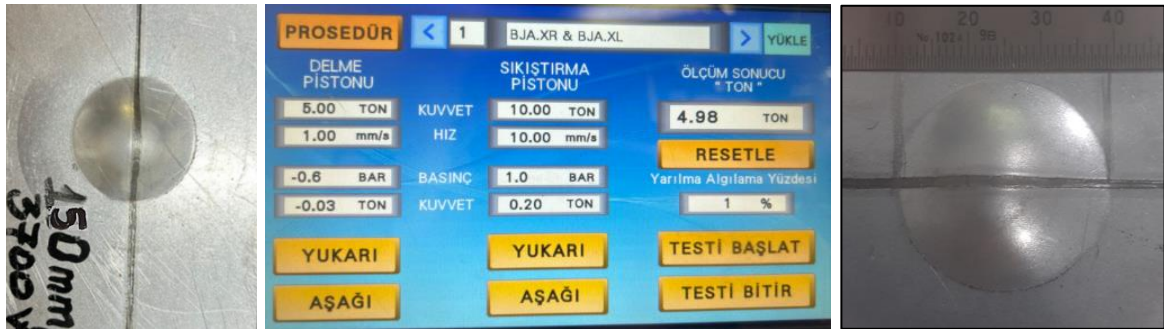 150mm
3700 W
PROSEDÜR < 1 BJA.XR & BJA.XL > YÜKLE
DELME PİSTONU
SIKIŞTIRMA PİSTONU
ÖLÇÜM SONUCU
" TON "
5.00 TON KUVVET 10.00 TON
4.98 TON
1.00 mm/s HIZ 10.00 mm/s
RESETLE
-0.6 BAR BASINÇ 1.0 BAR
Yarılma Algılama Yüzdesi
-0.03 TON KUVVET 0.20 TON
1 %
YUKARI YUKARI TESTİ BAŞLAT
AŞAĞI AŞAĞI TESTİ BİTİR
10 20 30 40